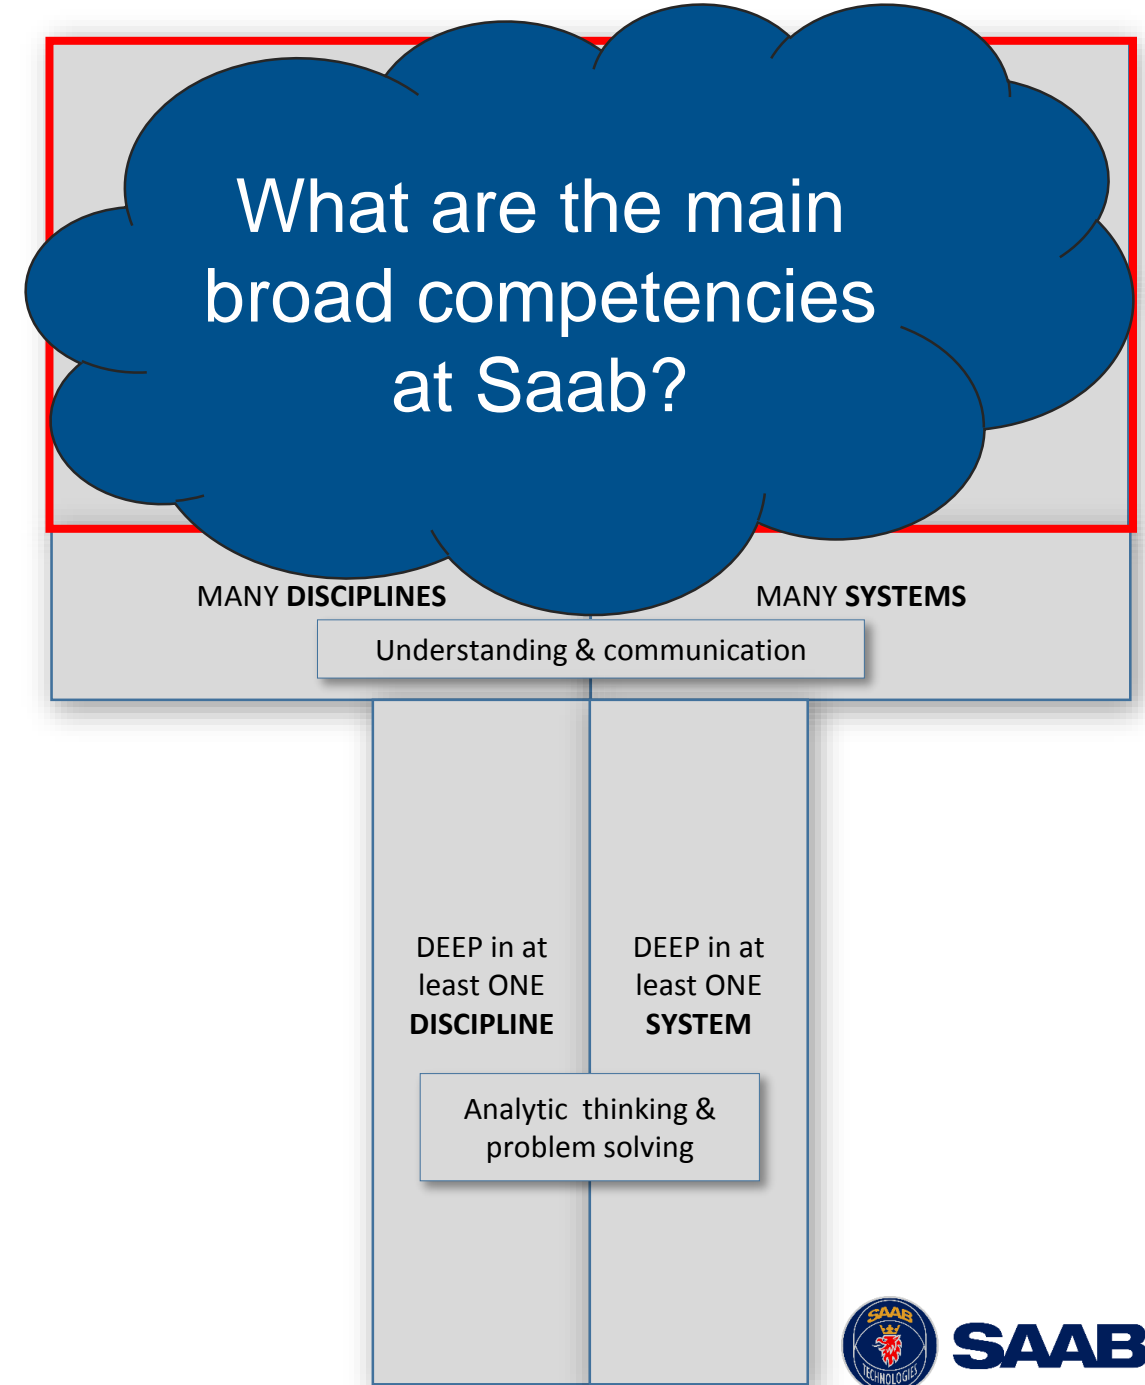 What are the main
broad competencies
at Saab?
MANY DISCIPLINES
MANY SYSTEMS
Understanding & communication
DEEP in at
least ONE
DISCIPLINE
DEEP in at
least ONE
SYSTEM
Analytic thinking &
problem solving
SAAB
TECHNOLOGIES
SAAB